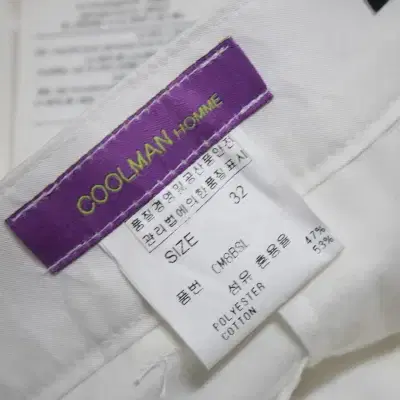 COOLMAN HOMME
품질경영및공산품안전
관리법에의한품질표시
SIZE 32
품번 CM8BSL
섬유 혼용율
POLYESTER 47%
COTTON 53%